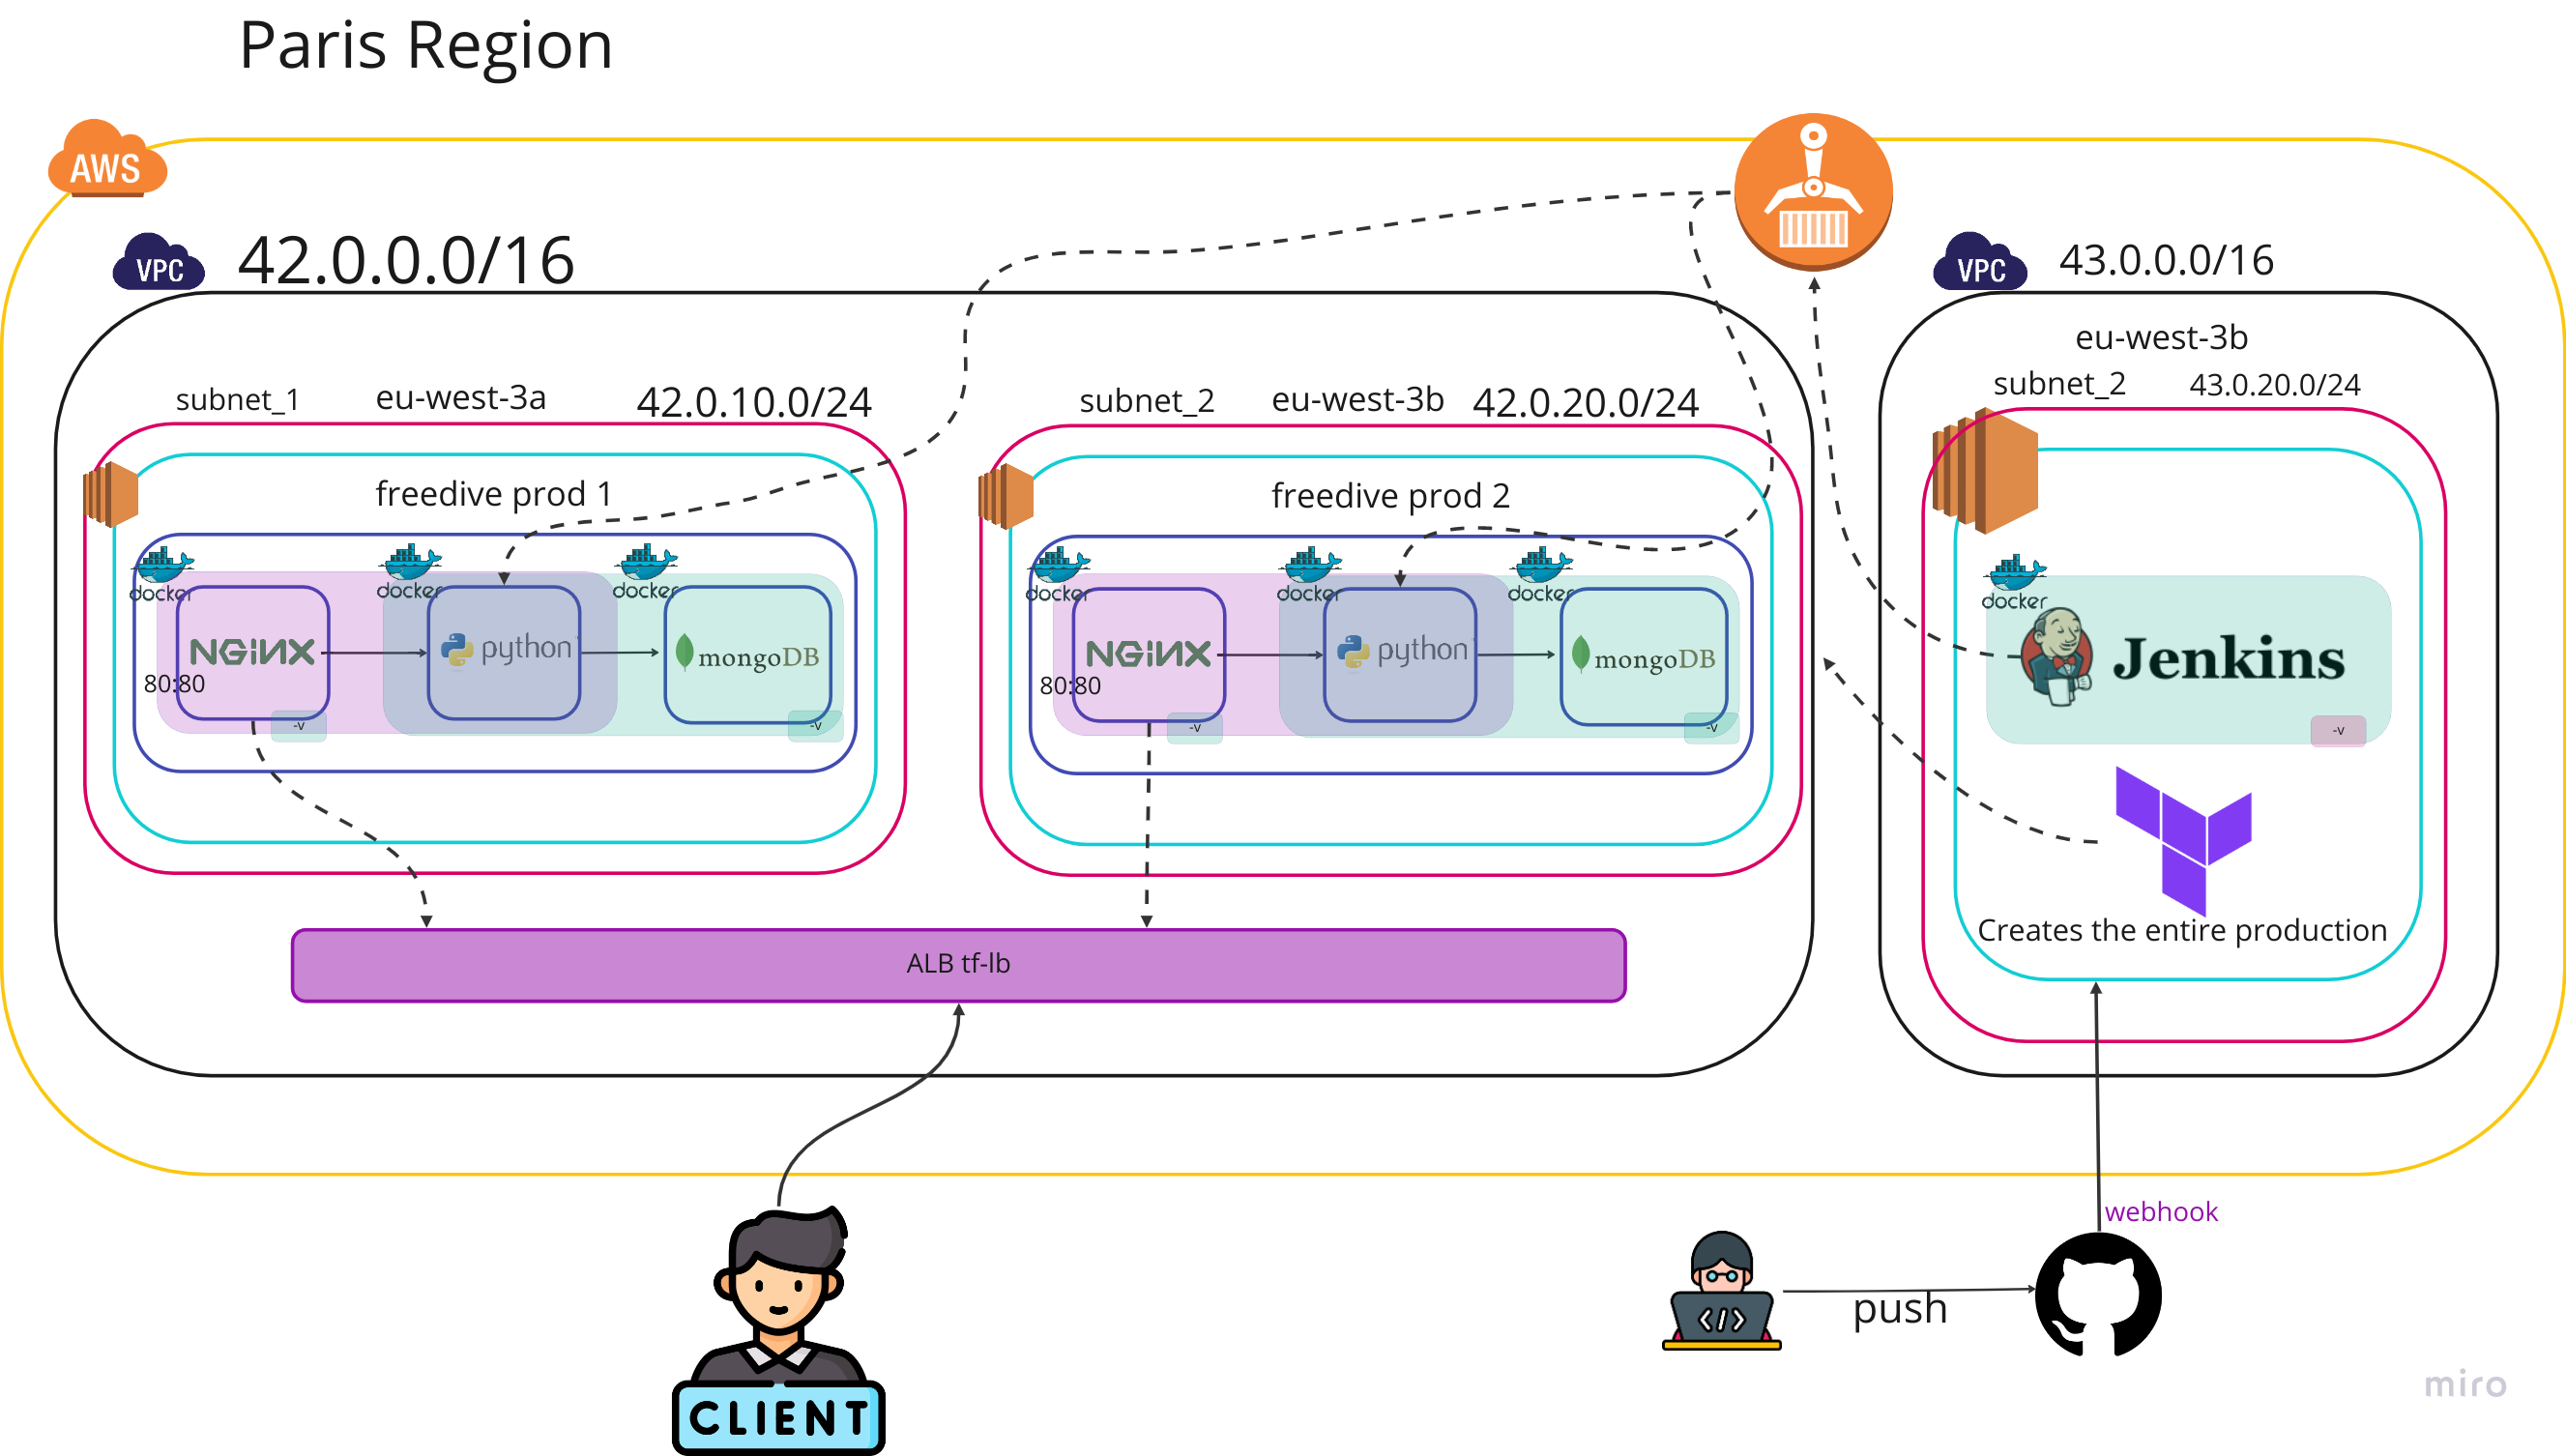 Paris Region
AWS
VPC
42.0.0.0/16
VPC
43.0.0.0/16
eu-west-3b
subnet_2
43.0.20.0/24
subnet_1
eu-west-3a
42.0.10.0/24
subnet_2
eu-west-3b
42.0.20.0/24
freedive prod 1
docker
docker
docker
NGiNX
python
mongoDB
80:80
-v
-v
freedive prod 2
docker
docker
docker
NGiNX
python
mongoDB
80:80
-v
-v
docker
Jenkins
-v
Creates the entire production
ALB tf-lb
webhook
</>
push
CLIENT
miro